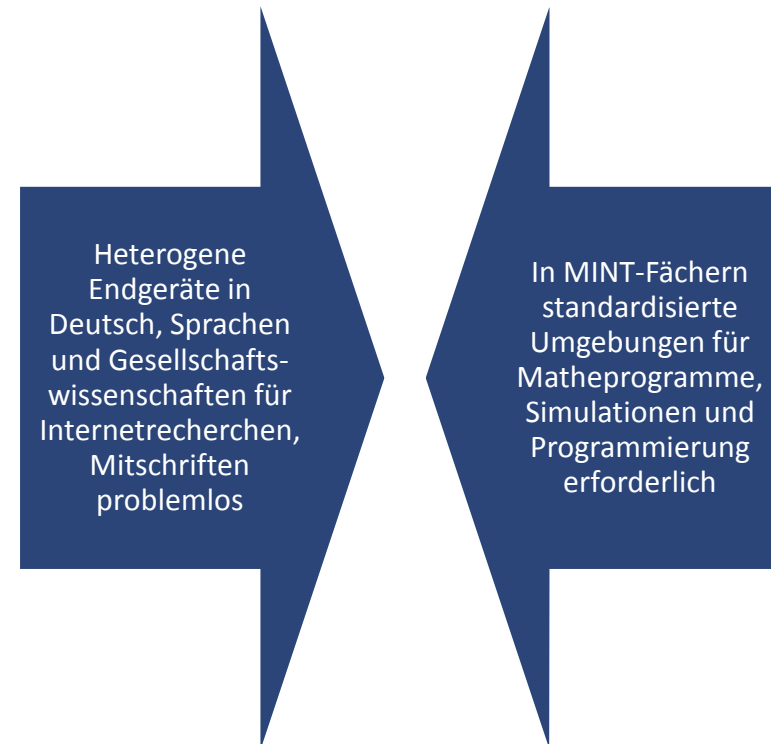 Heterogene
Endgeräte in
Deutsch, Sprachen
und Gesellschafts-
wissenschaften für
Internetrecherchen,
Mitschriften
problemlos
In MINT-Fächern
standardisierte
Umgebungen für
Matheprogramme,
Simulationen und
Programmierung
erforderlich